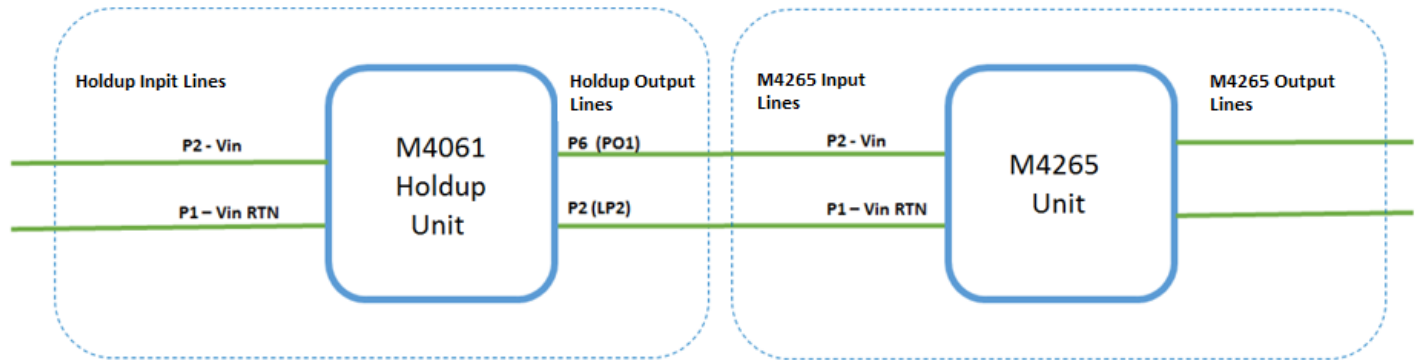 Holdup Inpit Lines
P2 - Vin
P1 – Vin RTN
M4061
Holdup
Unit
Holdup Output
Lines
P6 (PO1)
P2 (LP2)
M4265 Input
Lines
P2 - Vin
P1 – Vin RTN
M4265
Unit
M4265 Output
Lines